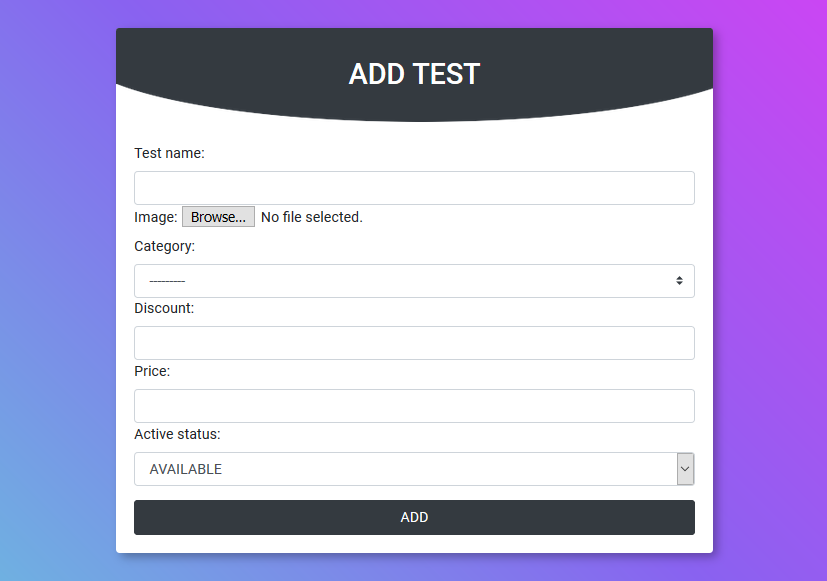 ADD TEST
Test name:
Image: Browse... No file selected.
Category:
---------
Discount:
Price:
Active status:
AVAILABLE
ADD